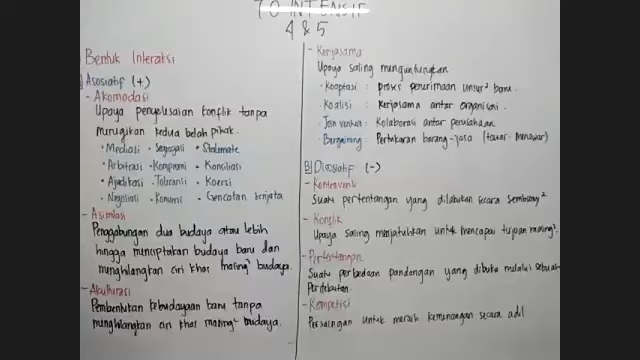 TO INTENSIF
4 & 5
Bentuk Interaksi
A) Asosiatif (+)
- Akomodasi
Upaya penyelesaian konflik tanpa
merugikan kedua belah pihak.
• Mediasi • Segregasi • Stalemate
• Arbitrasi • Kompromi • Konsiliasi
• Ajudikasi • Toleransi • Koersi
• Negosiasi • Konversi • Gencatan Senjata
- Asimilasi
Penggabungan dua budaya atau lebih
hingga menciptakan budaya baru dan
menghilangkan ciri khas masing² budaya.
- Akulturasi
Pembentukan kebudayaan baru tanpa
menghilangkan ciri khas masing² budaya.
- Kerjasama
Upaya saling menguntungkan
• Kooptasi : proses penerimaan unsur² baru.
• Koalisi : Kerjasama antar organisasi.
• Join venture : Kolaborasi antar perusahaan
• Bargaining : Pertukaran barang-jasa (tawar-menawar)
B) Disosiatif (-)
- Kontravensi
Suatu pertentangan yang dilakukan secara sembunyi²
- Konflik
Upaya saling menjatuhkan untuk mencapai tujuan masing².
- Pertentangan
Suatu perbedaan pandangan yang dibuka melalui sebuah
Perdebatan.
- Kompetisi
Persaingan untuk meraih kemenangan secara adil